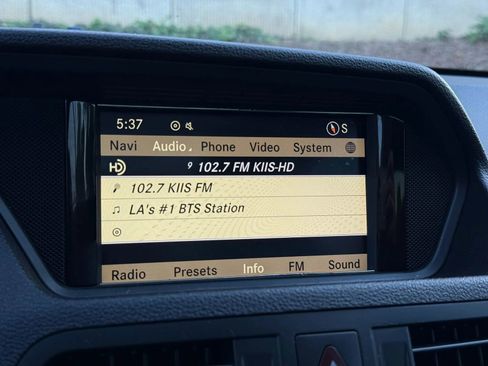 5:37 S
Navi Audio Phone Video System
HD 9 102.7 FM KIIS-HD
102.7 KIIS FM
LA's #1 BTS Station
Radio Presets Info FM Sound